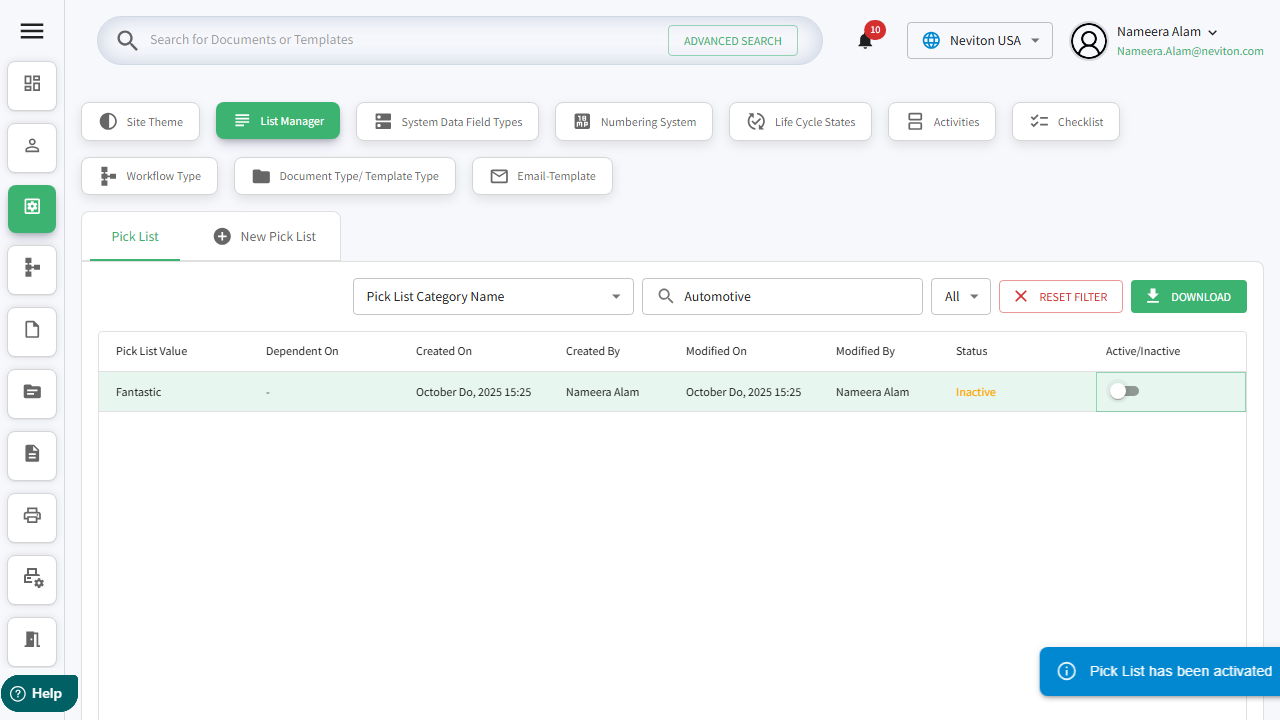 Search for Documents or Templates
ADVANCED SEARCH
10
Neviton USA
Nameera Alam
Nameera.Alam@neviton.com
Site Theme
List Manager
System Data Field Types
Numbering System
Life Cycle States
Activities
Checklist
Workflow Type
Document Type/ Template Type
Email-Template
Pick List
New Pick List
Pick List Category Name
Automotive
All
RESET FILTER
DOWNLOAD
Pick List Value Dependent On Created On Created By Modified On Modified By Status Active/Inactive
Fantastic - October Do, 2025 15:25 Nameera Alam October Do, 2025 15:25 Nameera Alam Inactive
Pick List has been activated
Help